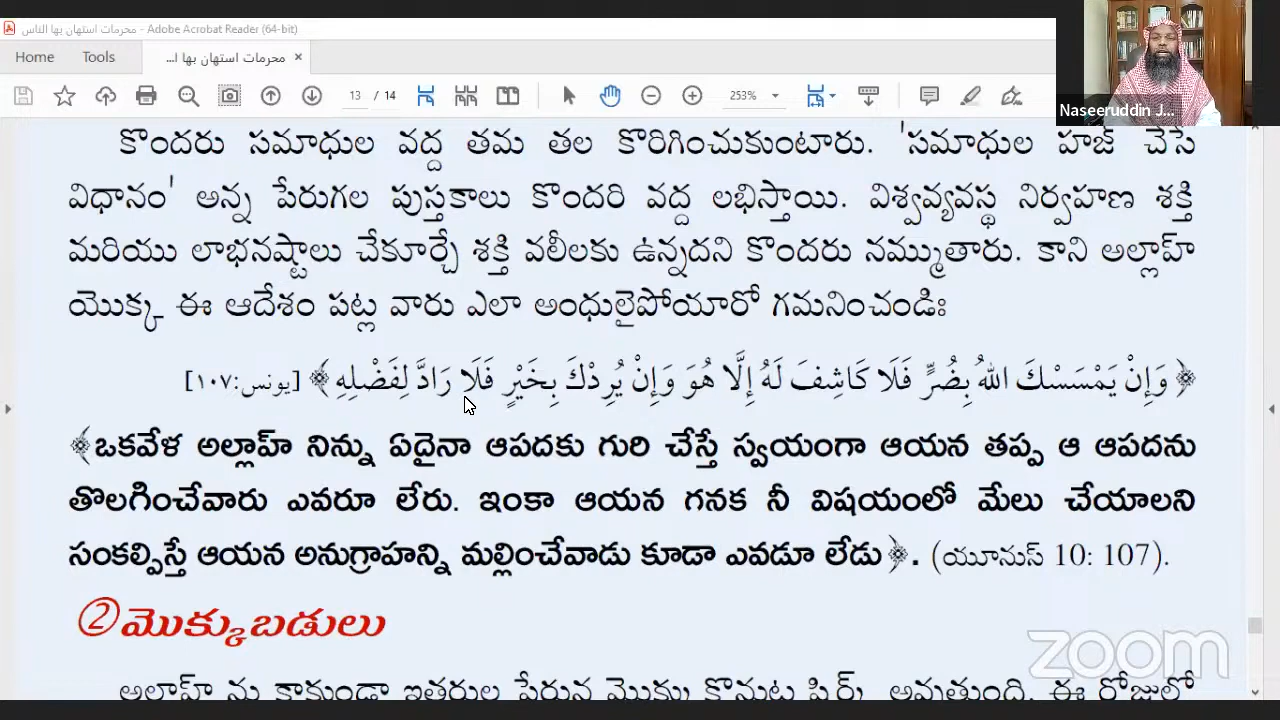 محرمات استهان بها الناس - Adobe Acrobat Reader (64-bit)
Home Tools محرمات استهان بها ا... ×
13 / 14 253%
Naseeruddin J...
కొందరు సమాధుల వద్ద తమ తల కొరిగించుకుంటారు. 'సమాధుల హజ్ చేసే
విధానం' అన్న పేరుగల పుస్తకాలు కొందరి వద్ద లభిస్తాయి. విశ్వవ్యవస్థ నిర్వహణ శక్తి
మరియు లాభనష్టాలు చేకూర్చే శక్తి వలీలకు ఉన్నదని కొందరు నమ్ముతారు. కాని అల్లాహ్
యొక్క ఈ ఆదేశం పట్ల వారు ఎలా అంధులైపోయారో గమనించండిః
﴿وَإِنْ يَمْسَسْكَ اللهُ بِضُرٍّ فَلَا كَاشِفَ لَهُ إِلَّا هُوَ وَإِنْ يُرِدْكَ بِخَيْرٍ فَلَا رَادَّ لِفَضْلِهِ﴾ [يونس:١٠٧]
﴿ఒకవేళ అల్లాహ్ నిన్ను ఏదైనా ఆపదకు గురి చేస్తే స్వయంగా ఆయన తప్ప ఆ ఆపదను
తొలగించేవారు ఎవరూ లేరు. ఇంకా ఆయన గనక నీ విషయంలో మేలు చేయాలని
సంకల్పిస్తే ఆయన అనుగ్రహాన్ని మల్లించేవాడు కూడా ఎవడూ లేడు﴾. (యూనుస్ 10: 107).
②మొక్కుబడులు
zoom
అల్లాహ్ ను కాకుండా ఇతరుల పేరున మొక్కు కొనుట షిర్క్ అవుతుంది. ఈ రోజుల్లో